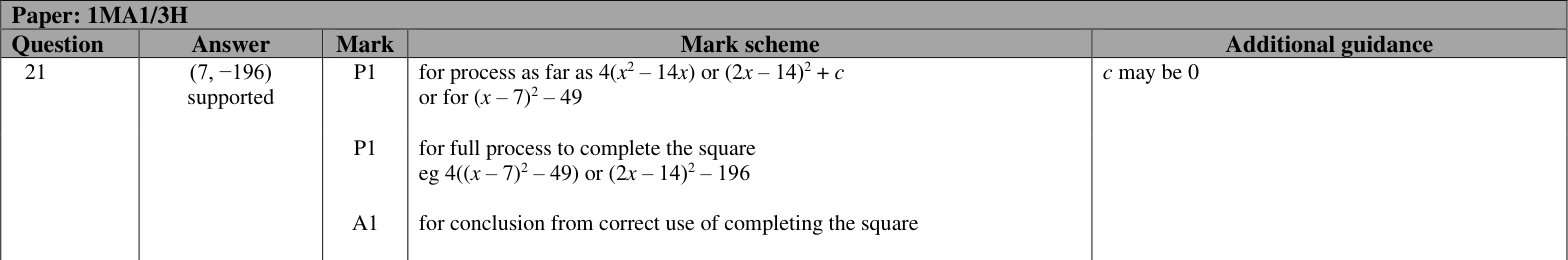 Paper: 1MA1/3H
Question Answer Mark Mark scheme Additional guidance
21 (7, −196) P1 for process as far as 4(x² – 14x) or (2x – 14)² + c c may be 0
supported or for (x – 7)² – 49
P1 for full process to complete the square
eg 4((x – 7)² – 49) or (2x – 14)² – 196
A1 for conclusion from correct use of completing the square